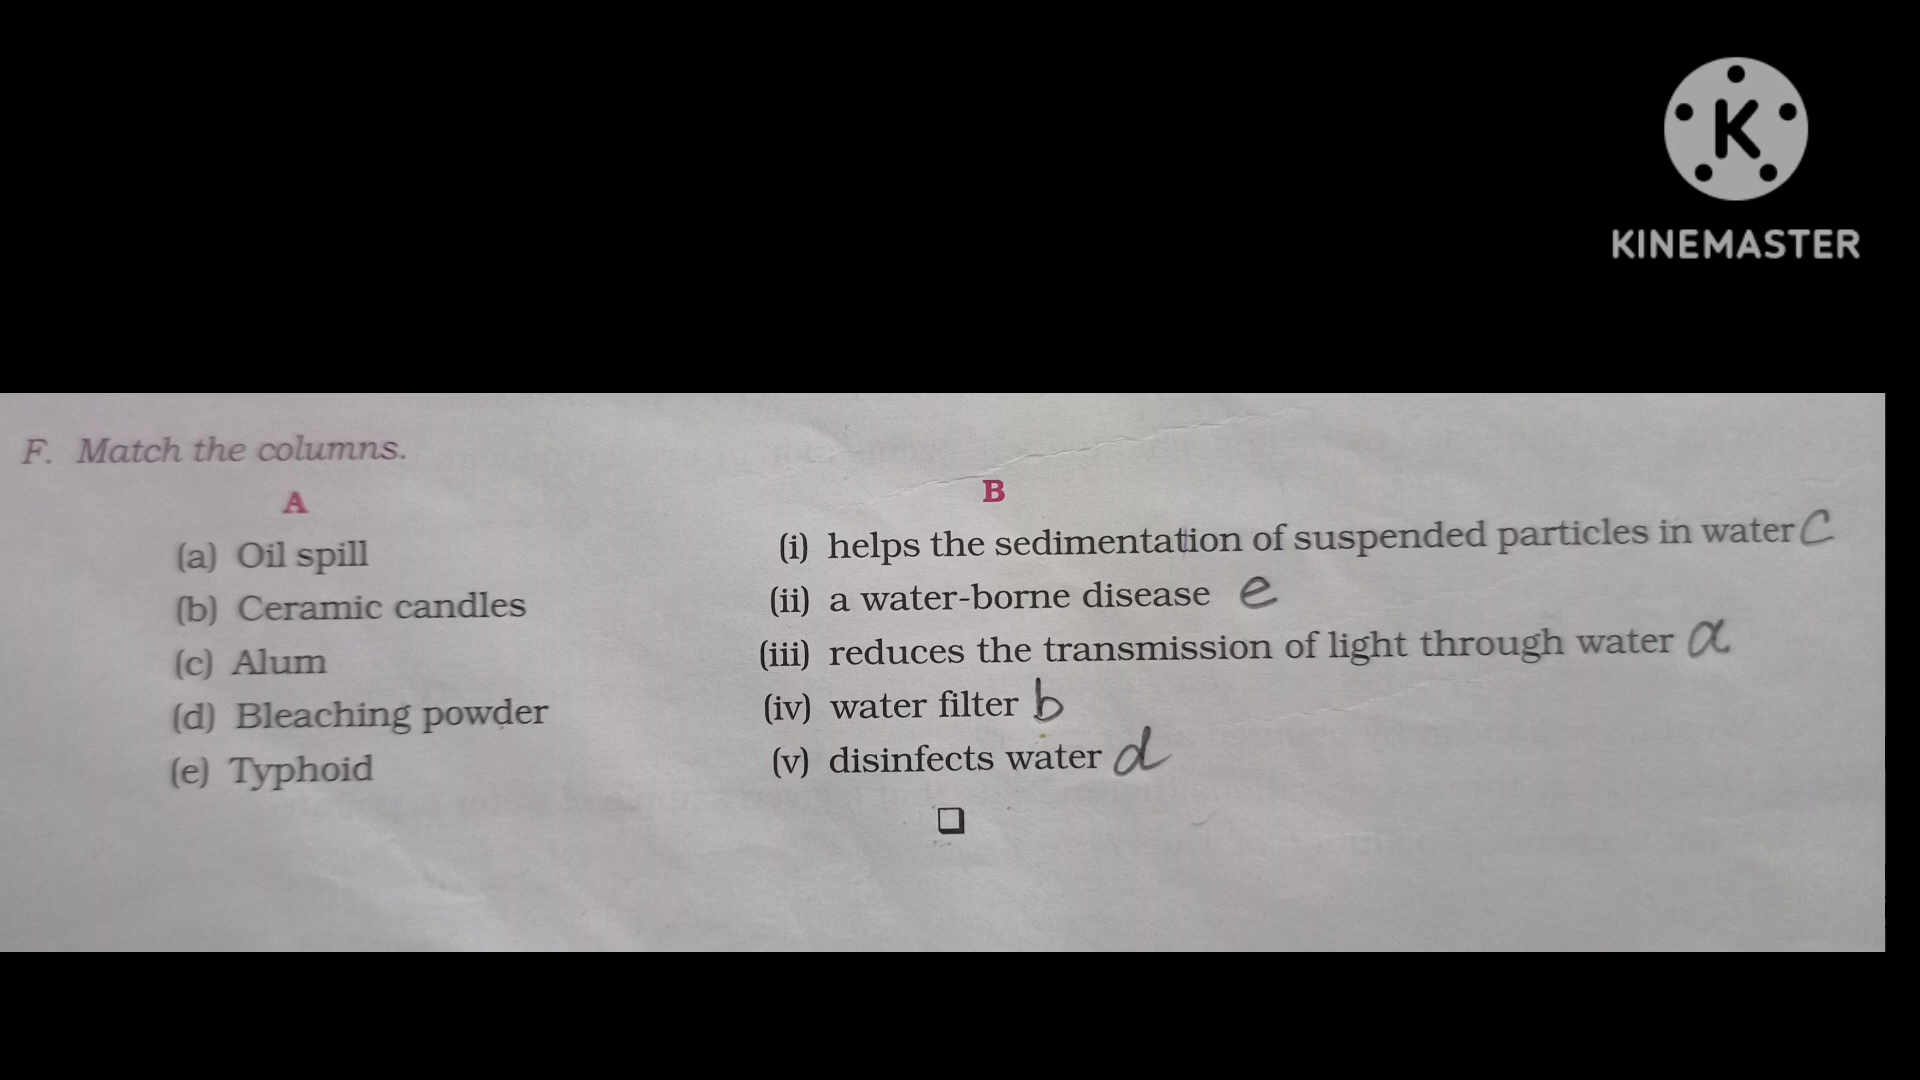 K
KINEMASTER
F. Match the columns.
A
B
(a) Oil spill
(i) helps the sedimentation of suspended particles in water C
(b) Ceramic candles
(ii) a water-borne disease e
(c) Alum
(iii) reduces the transmission of light through water a
(d) Bleaching powder
(iv) water filter b
(e) Typhoid
(v) disinfects water d